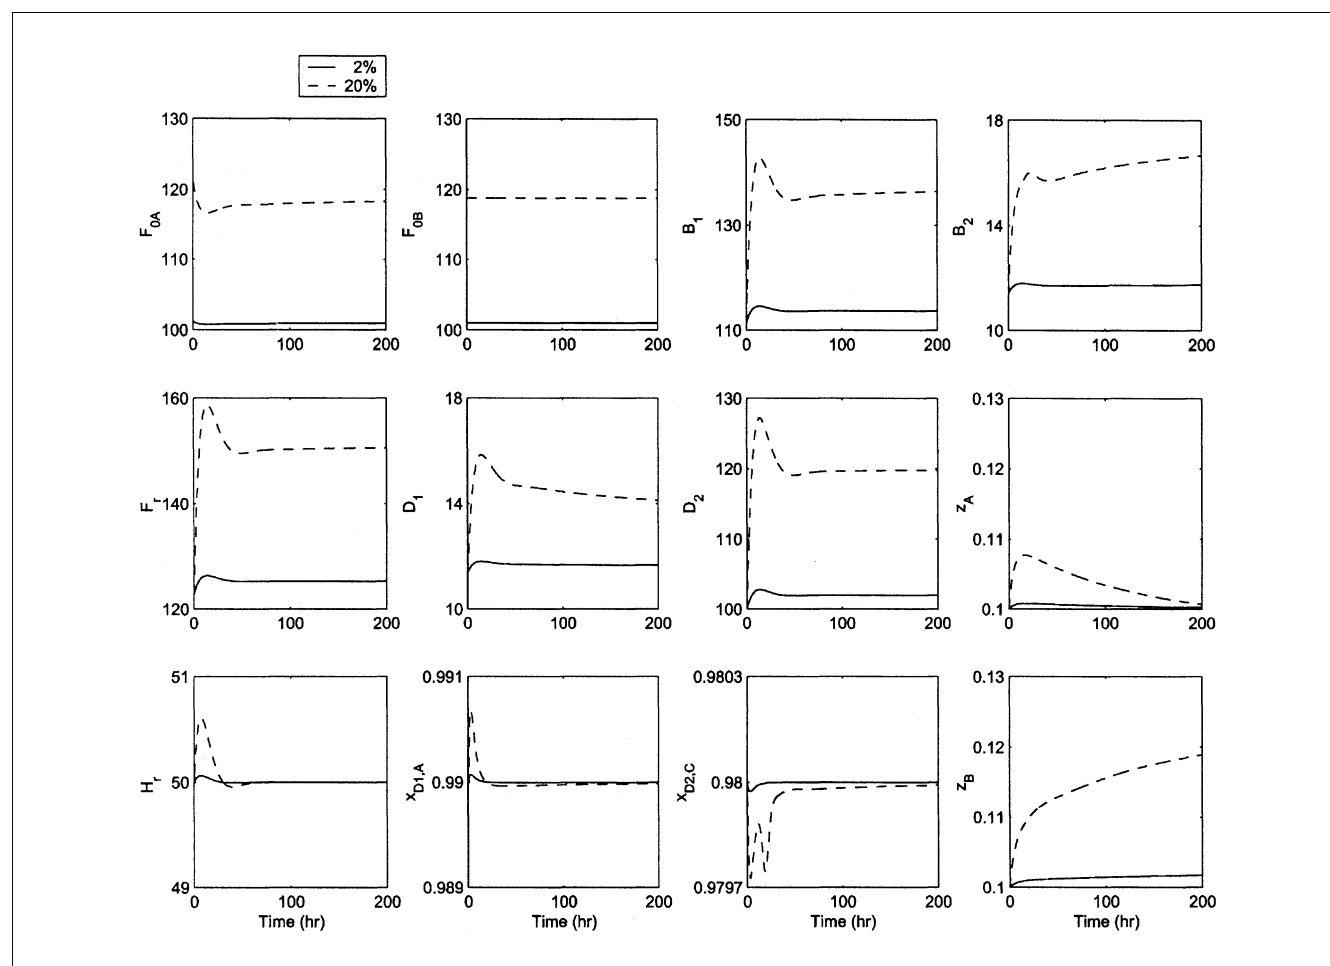 2%
20%
130 130 150 18
120 120 130 14
110 110
100 100 110 10
F0A F0B B1 B2
0 100 200 0 100 200 0 100 200 0 100 200
160 18 130 0.13
120 0.12
140 14
110 0.11
120 10 100 0.1
Fr D1 D2 zA
0 100 200 0 100 200 0 100 200 0 100 200
51 0.991 0.9803 0.13
0.12
50 0.99 0.98
0.11
49 0.989 0.9797 0.1
Hr xD1,A xD2,C zB
0 100 200 0 100 200 0 100 200 0 100 200
Time (hr) Time (hr) Time (hr) Time (hr)